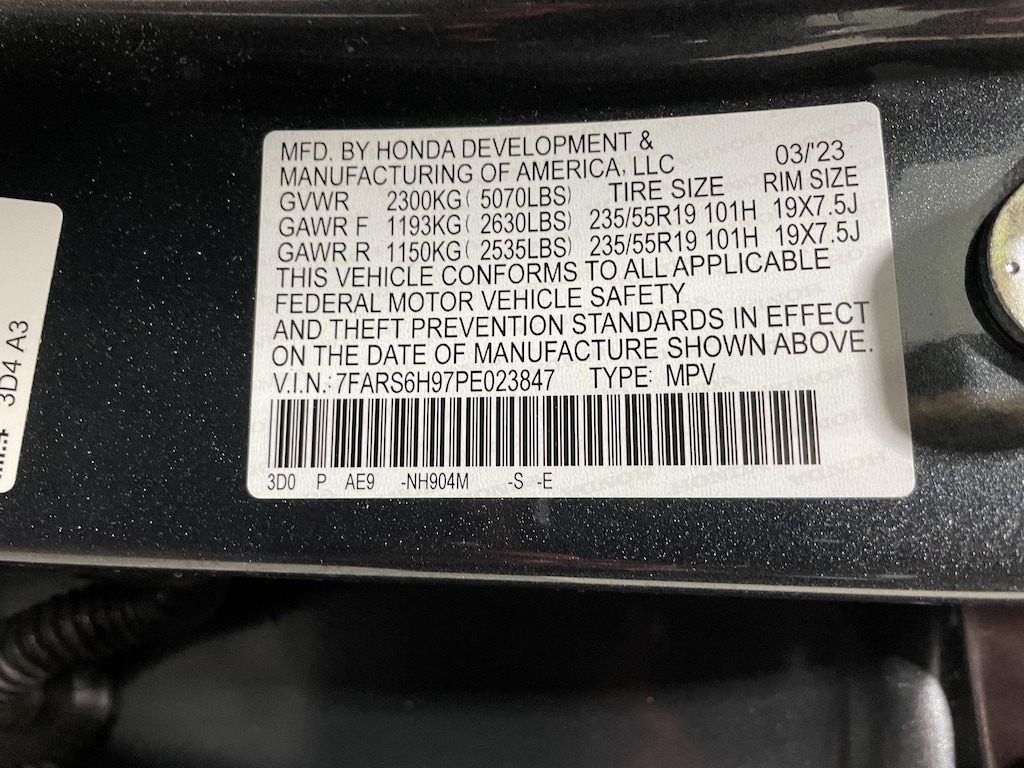 MFD. BY HONDA DEVELOPMENT &
MANUFACTURING OF AMERICA, LLC 03/'23
GVWR 2300KG( 5070LBS) TIRE SIZE RIM SIZE
GAWR F 1193KG( 2630LBS) 235/55R19 101H 19X7.5J
GAWR R 1150KG( 2535LBS) 235/55R19 101H 19X7.5J
THIS VEHICLE CONFORMS TO ALL APPLICABLE
FEDERAL MOTOR VEHICLE SAFETY
AND THEFT PREVENTION STANDARDS IN EFFECT
ON THE DATE OF MANUFACTURE SHOWN ABOVE.
V.I.N.: 7FARS6H97PE023847 TYPE: MPV
3D0 P AE9 -NH904M -S -E
3D4 A3